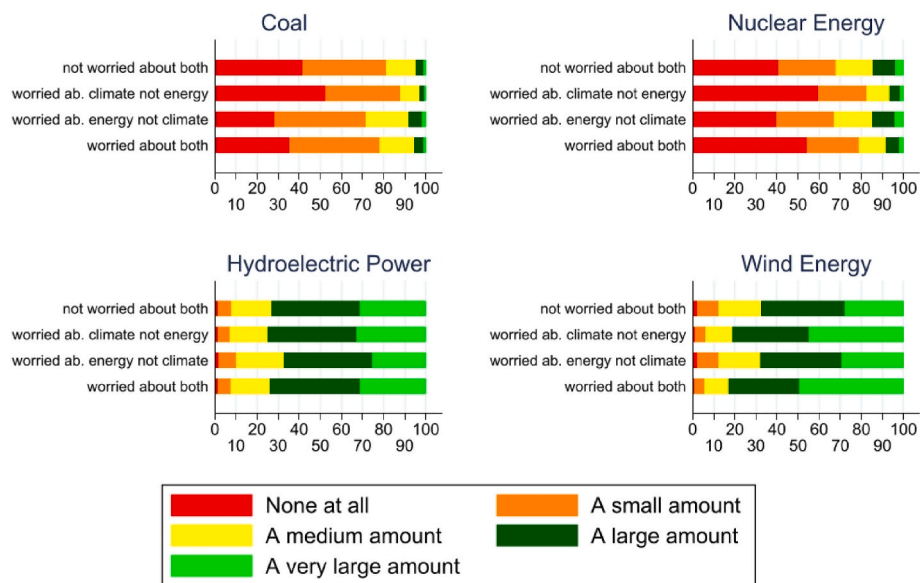 Coal
not worried about both
worried ab. climate not energy
worried ab. energy not climate
worried about both
0 20 40 60 80 100
10 30 50 70 90
Nuclear Energy
not worried about both
worried ab. climate not energy
worried ab. energy not climate
worried about both
0 20 40 60 80 100
10 30 50 70 90
Hydroelectric Power
not worried about both
worried ab. climate not energy
worried ab. energy not climate
worried about both
0 20 40 60 80 100
10 30 50 70 90
Wind Energy
not worried about both
worried ab. climate not energy
worried ab. energy not climate
worried about both
0 20 40 60 80 100
10 30 50 70 90
None at all
A small amount
A medium amount
A large amount
A very large amount